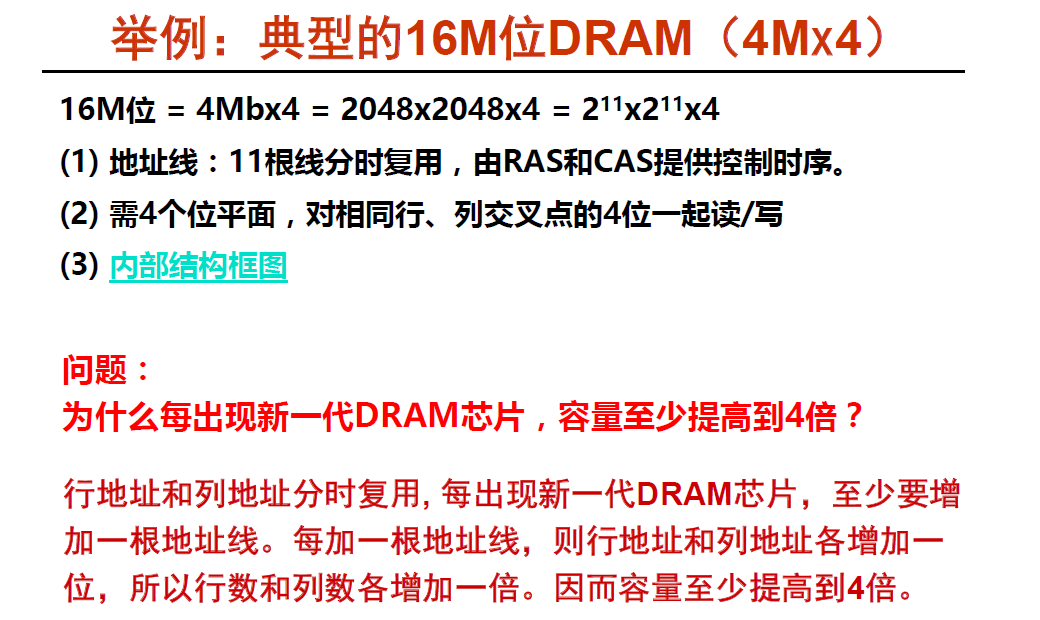 举例：典型的16M位DRAM（4Mx4）
16M位 = 4Mbx4 = 2048x2048x4 = 2¹¹x2¹¹x4
(1) 地址线：11根线分时复用，由RAS和CAS提供控制时序。
(2) 需4个位平面，对相同行、列交叉点的4位一起读/写
(3) 内部结构框图
问题：
为什么每出现新一代DRAM芯片，容量至少提高到4倍？
行地址和列地址分时复用, 每出现新一代DRAM芯片，至少要增
加一根地址线。每加一根地址线，则行地址和列地址各增加一
位，所以行数和列数各增加一倍。因而容量至少提高到4倍。